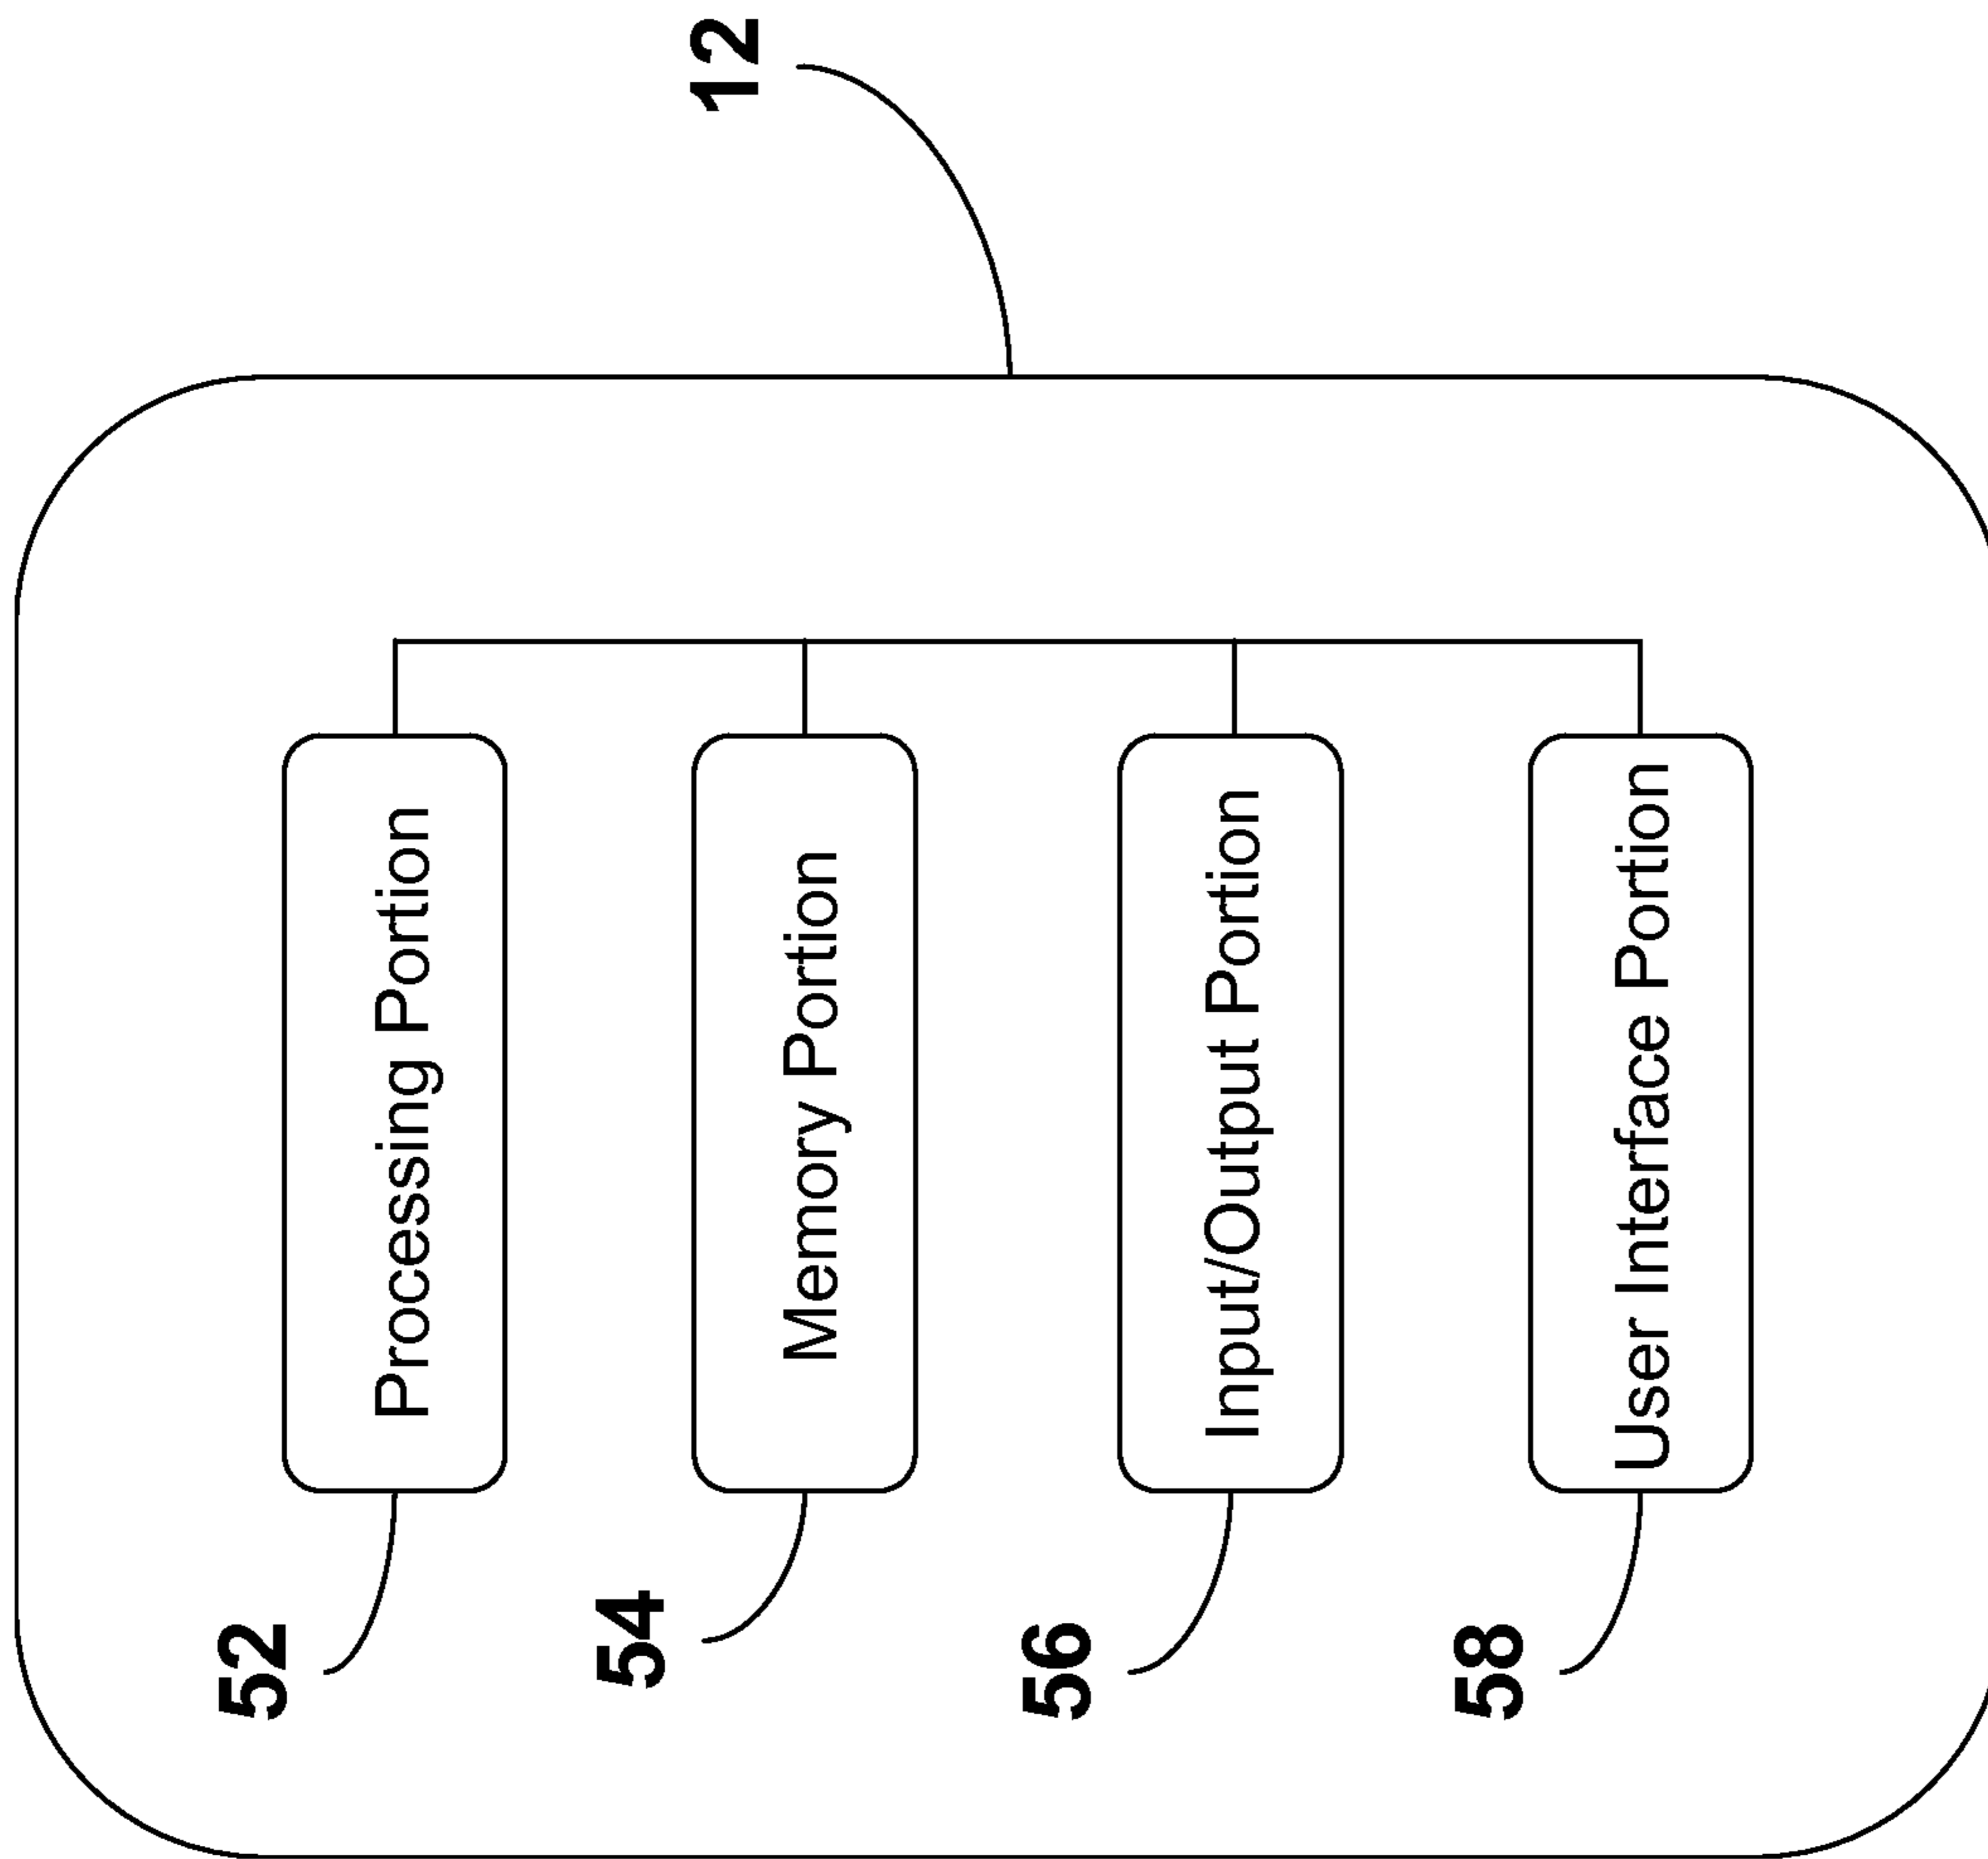 12
52
Processing Portion
54
Memory Portion
56
Input/Output Portion
58
User Interface Portion